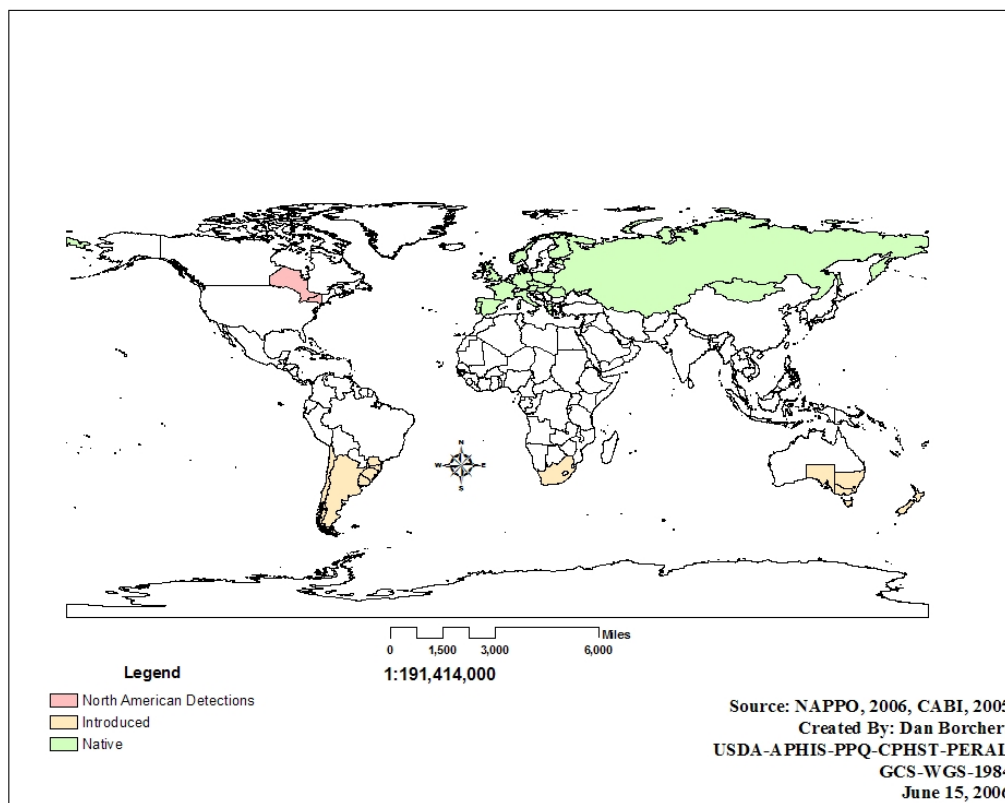 N
W E
S
Miles
0 1,500 3,000 6,000
1:191,414,000
Legend
North American Detections
Introduced
Native
Source: NAPPO, 2006, CABI, 2005
Created By: Dan Borcher
USDA-APHIS-PPQ-CPHST-PERAL
GCS-WGS-1984
June 15, 2006